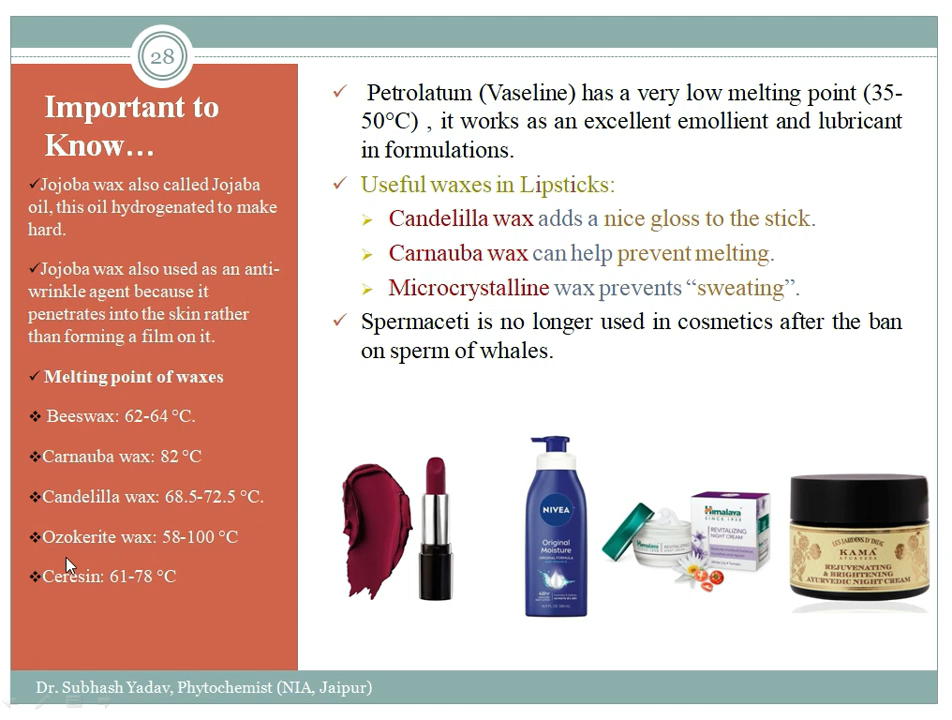 28
Important to
Know…
Jojoba wax also called Jojaba
oil, this oil hydrogenated to make
hard.
Jojoba wax also used as an anti-
wrinkle agent because it
penetrates into the skin rather
than forming a film on it.
Melting point of waxes
Beeswax: 62-64 °C.
Carnauba wax: 82 °C
Candelilla wax: 68.5-72.5 °C.
Ozokerite wax: 58-100 °C
Ceresin: 61-78 °C
Petrolatum (Vaseline) has a very low melting point (35-
50°C) , it works as an excellent emollient and lubricant
in formulations.
Useful waxes in Lipsticks:
Candelilla wax adds a nice gloss to the stick.
Carnauba wax can help prevent melting.
Microcrystalline wax prevents “sweating”.
Spermaceti is no longer used in cosmetics after the ban
on sperm of whales.
NIVEA
Original
Moisture
48hr
Himalaya
SINCE 1930
REVITALIZING
NIGHT CREAM
KAMA
AYURVEDA
REJUVENATING
& BRIGHTENING
AYURVEDIC NIGHT CREAM
Dr. Subhash Yadav, Phytochemist (NIA, Jaipur)